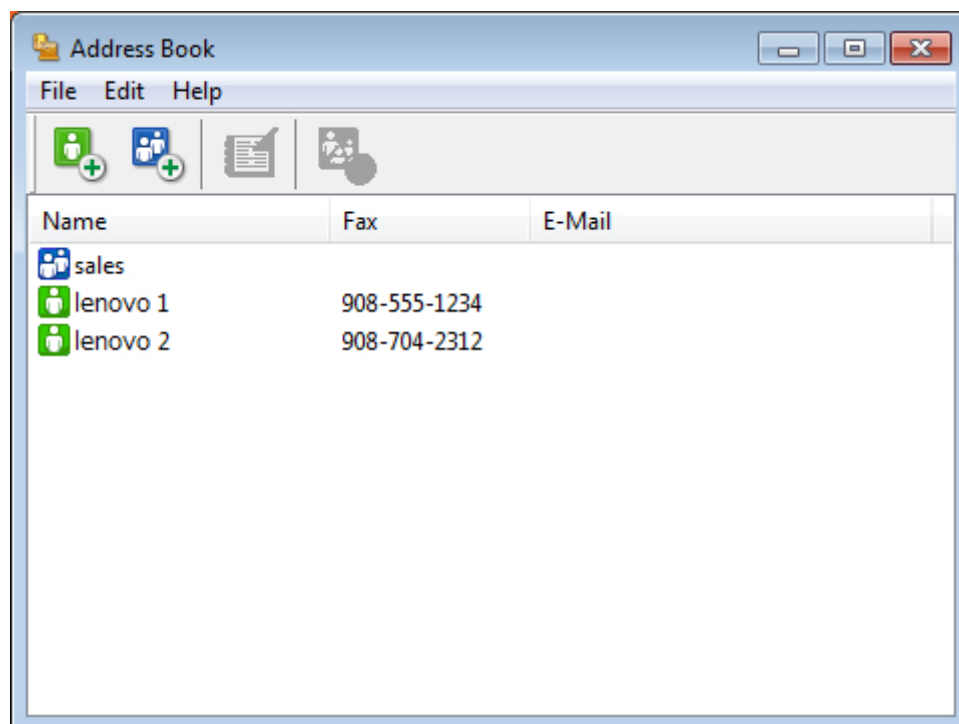 Address Book
File Edit Help
Name Fax E-Mail
sales
lenovo 1 908-555-1234
lenovo 2 908-704-2312